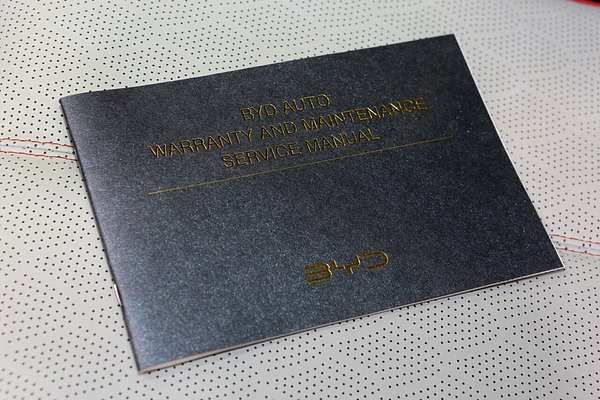 BYD AUTO
WARRANTY AND MAINTENANCE
SERVICE MANUAL
BYD